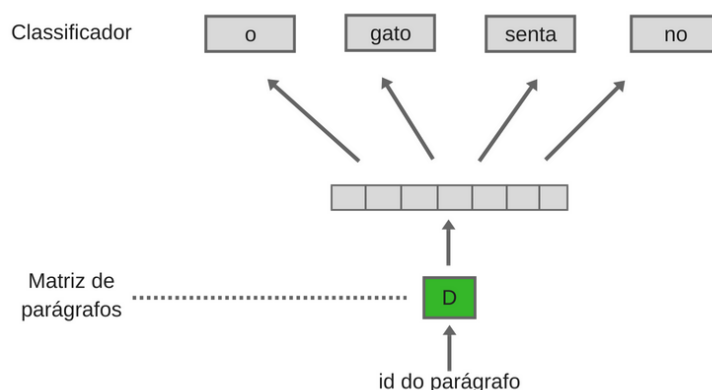 Classificador
o
gato
senta
no
Matriz de
parágrafos
D
id do parágrafo